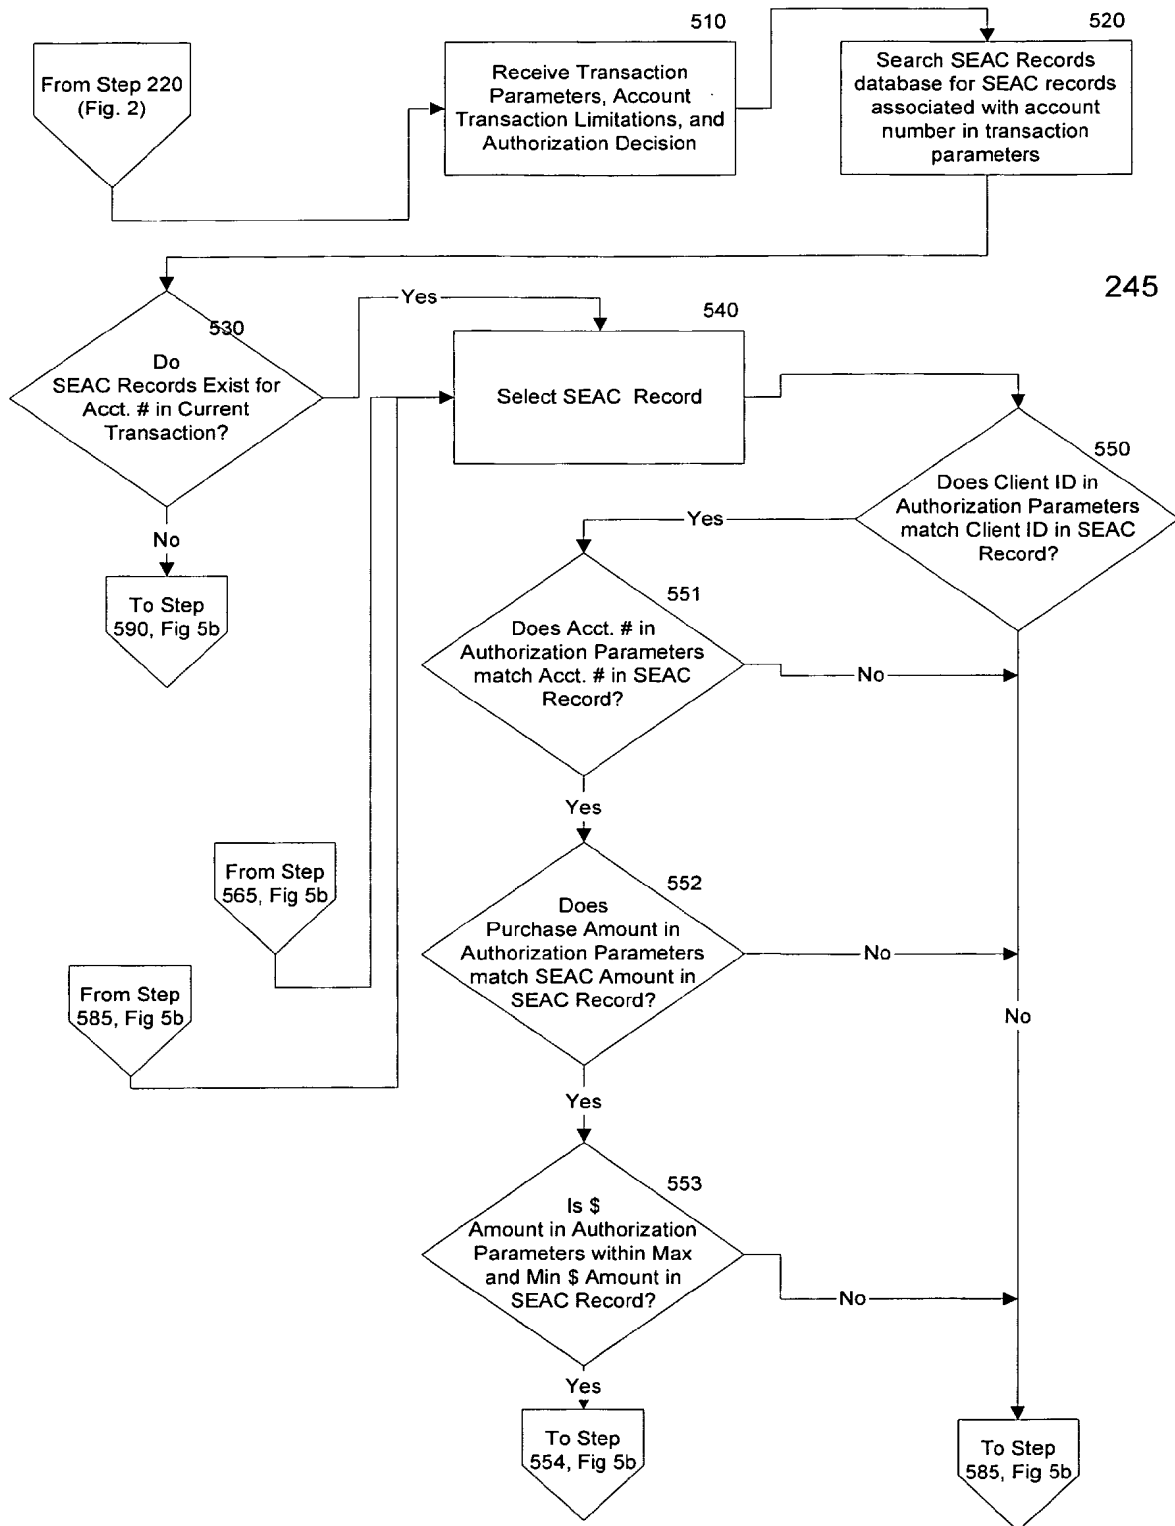 510
520
From Step 220
(Fig. 2)
Receive Transaction
Parameters, Account
Transaction Limitations, and
Authorization Decision
Search SEAC Records
database for SEAC records
associated with account
number in transaction
parameters
245
Yes
530
540
Do
SEAC Records Exist for
Acct. # in Current
Transaction?
Select SEAC Record
550
Does Client ID in
Authorization Parameters
match Client ID in SEAC
Record?
No
Yes
To Step
590, Fig 5b
551
Does Acct. # in
Authorization Parameters
match Acct. # in SEAC
Record?
No
Yes
From Step
565, Fig 5b
552
Does
Purchase Amount in
Authorization Parameters
match SEAC Amount in
SEAC Record?
No
From Step
585, Fig 5b
No
Yes
553
Is $
Amount in Authorization
Parameters within Max
and Min $ Amount in
SEAC Record?
No
Yes
To Step
554, Fig 5b
To Step
585, Fig 5b